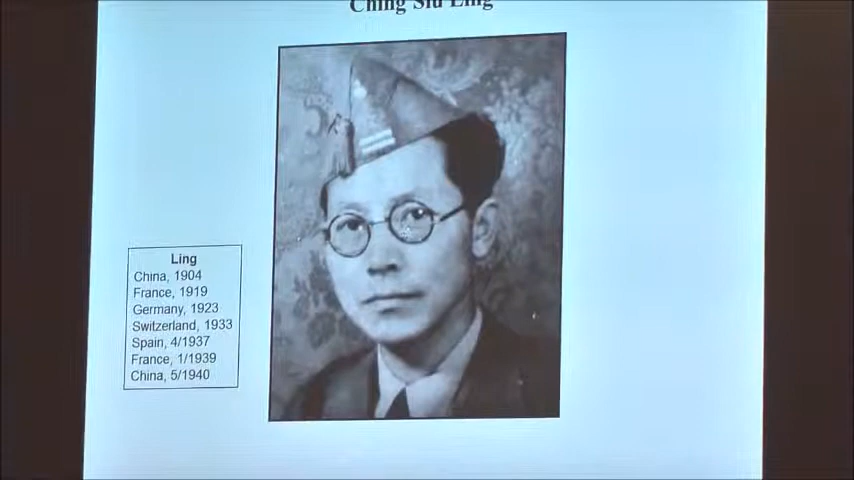 Ching Siu Ling
Ling
China, 1904
France, 1919
Germany, 1923
Switzerland, 1933
Spain, 4/1937
France, 1/1939
China, 5/1940